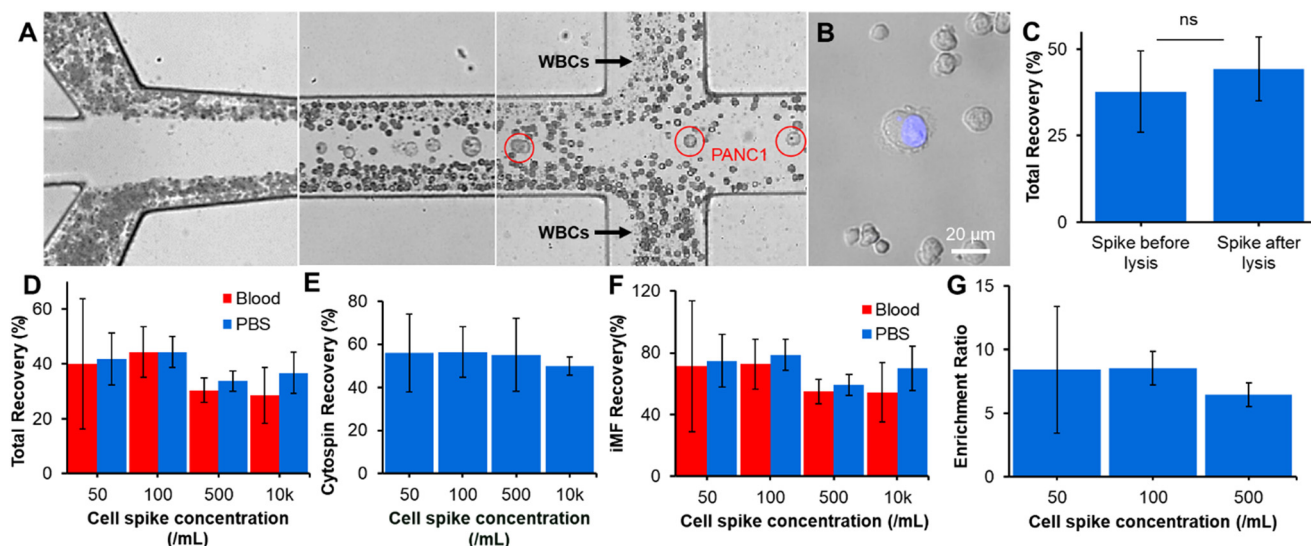 A
WBCs
PANC1
WBCs
B
20 µm
C
ns
Total Recovery (%)
50
25
0
Spike before
lysis
Spike after
lysis
D
Total Recovery (%)
60
40
20
0
Blood
PBS
50
100
500
10k
Cell spike concentration
(/mL)
E
Cytospin Recovery (%)
80
60
40
20
0
50
100
500
10k
Cell spike concentration
(/mL)
F
iMF Recovery(%)
120
80
40
0
Blood
PBS
50
100
500
10k
Cell spike concentration
(/mL)
G
Enrichment Ratio
15
10
5
0
50
100
500
Cell spike concentration (/mL)